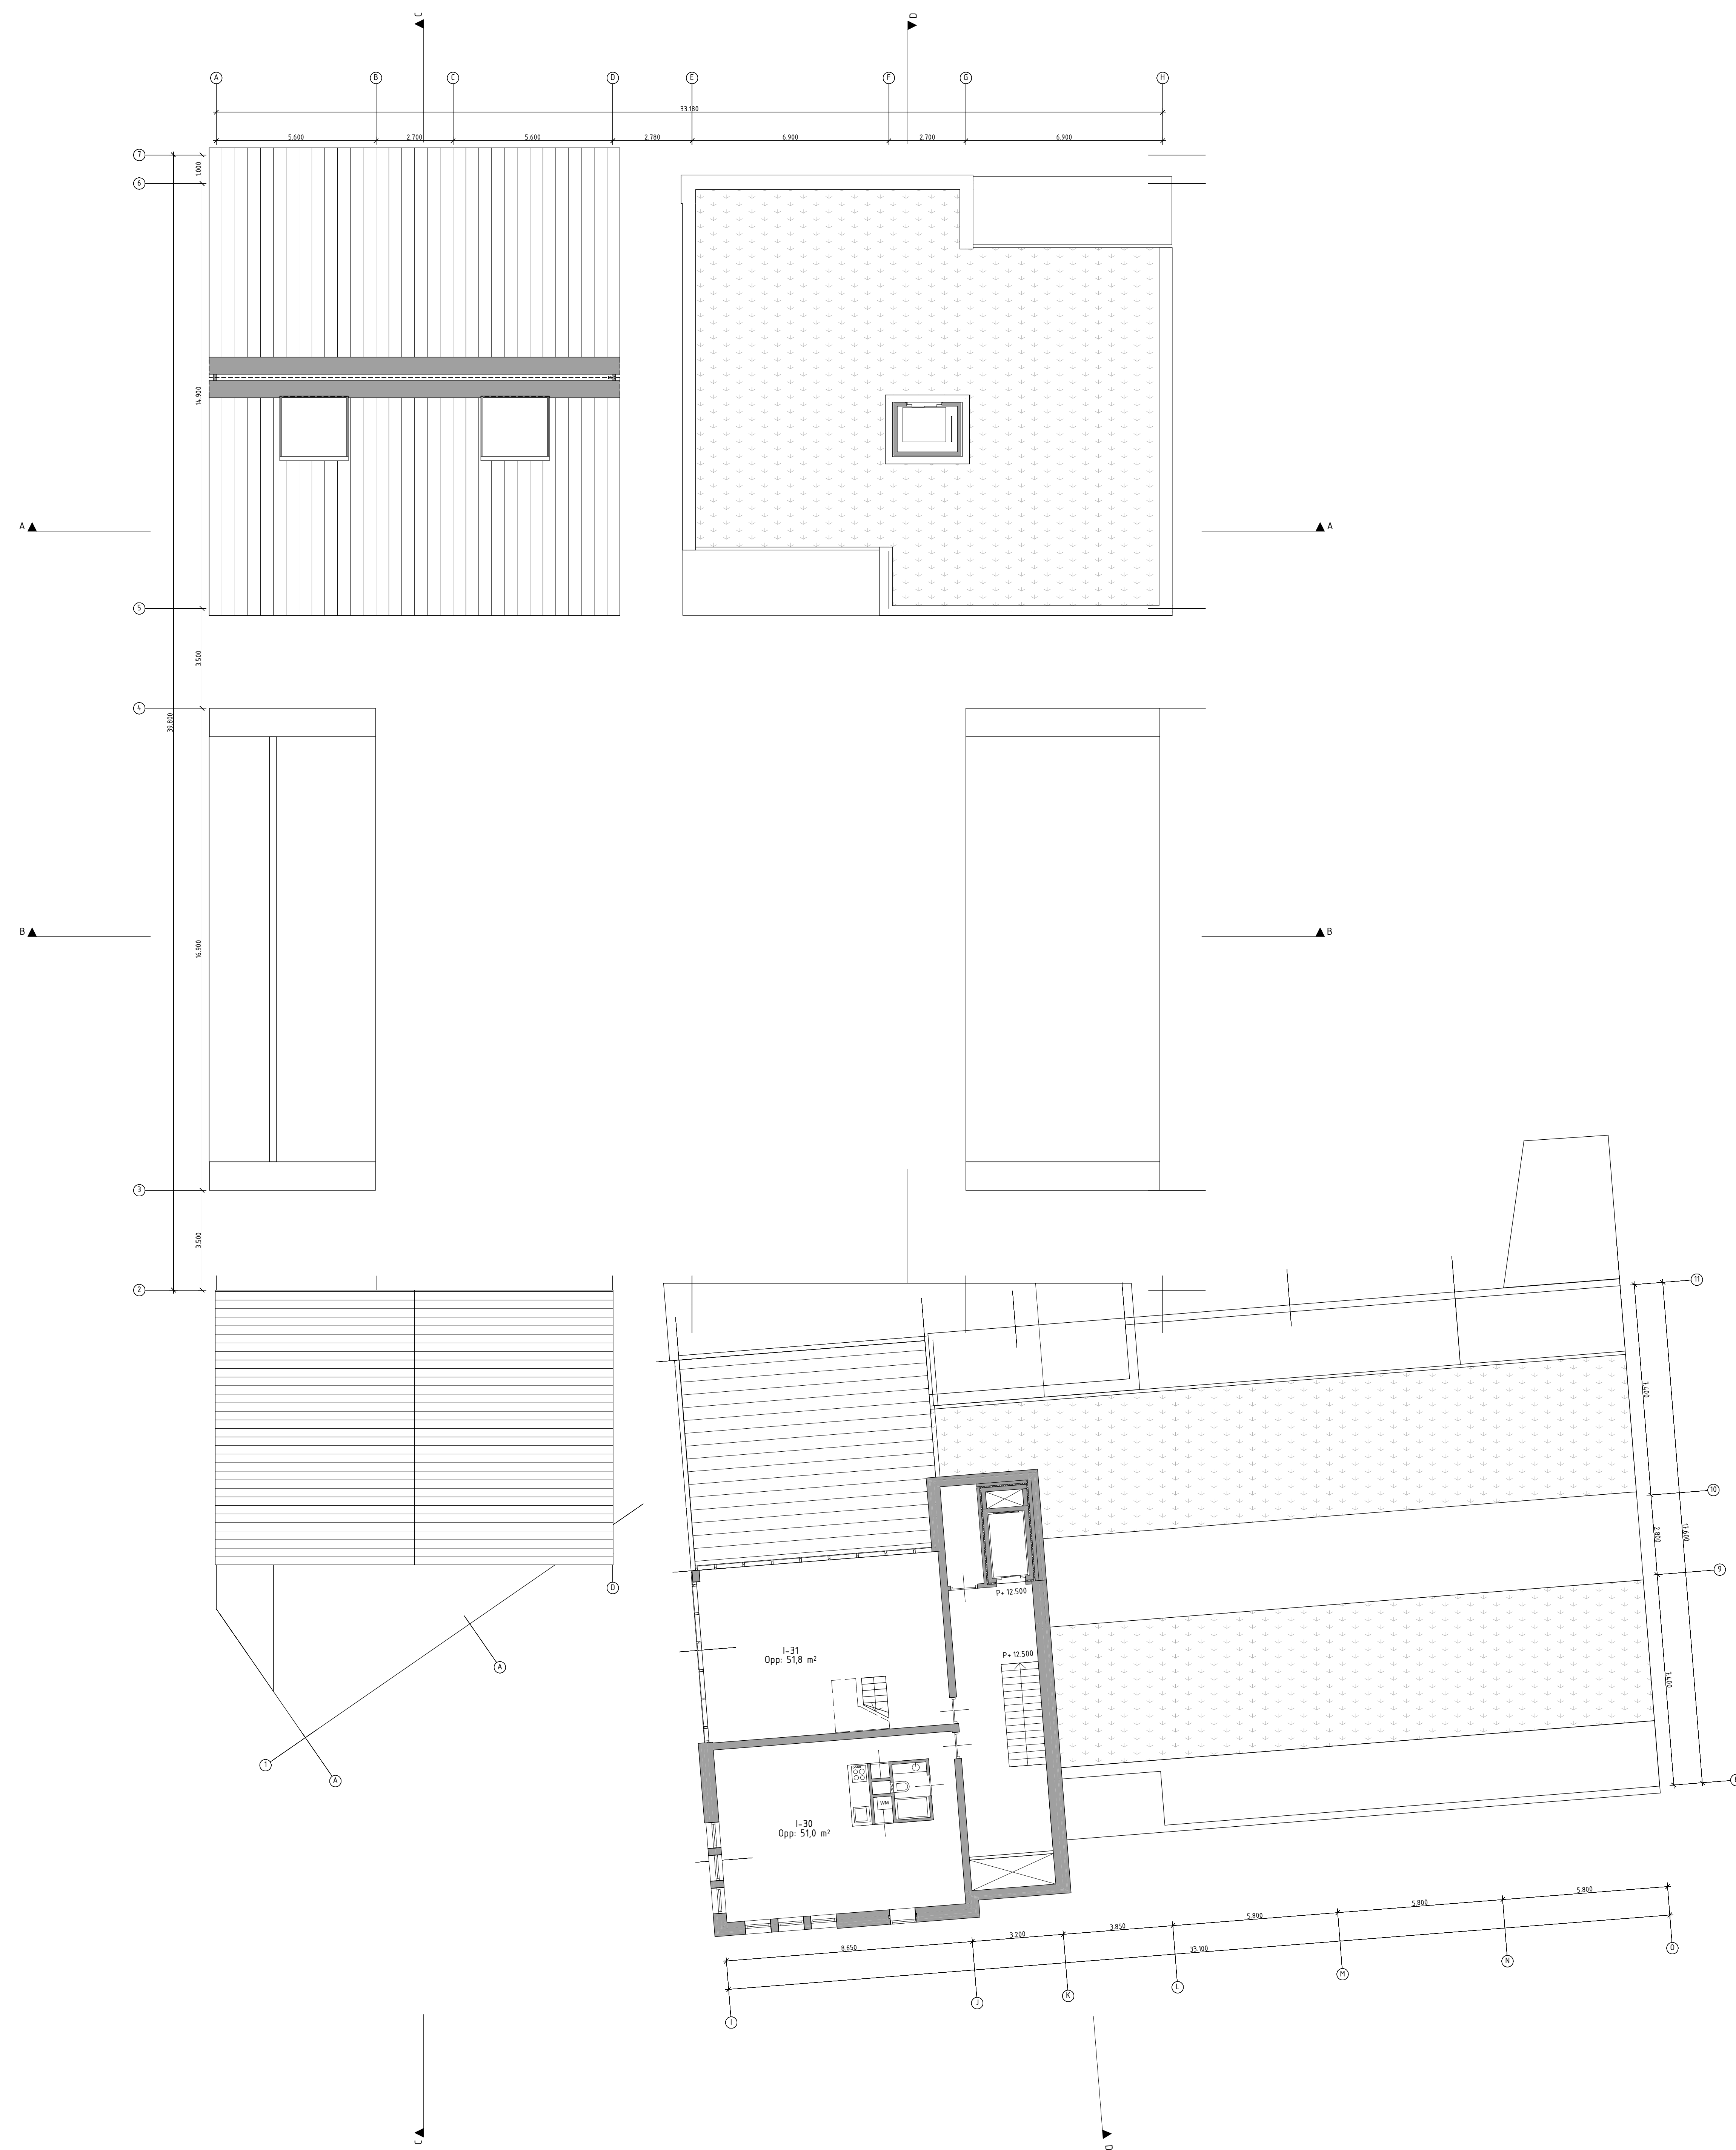 C
D
A
B
C
D
E
F
G
H
33.180
5.600
2.700
5.600
2.780
6.900
2.700
6.900
7
6
1.000
14.900
A
A
5
3.500
4
39.800
B
B
16.900
3
3.500
2
11
7.400
10
2.800
17.600
9
D
P+ 12.500
I-31
Opp: 51,8 m²
P+ 12.500
A
7.400
1
A
WM
I-30
Opp: 51,0 m²
8.650
3.200
3.850
5.800
5.800
5.800
33.100
I
J
K
L
M
N
O
C
D